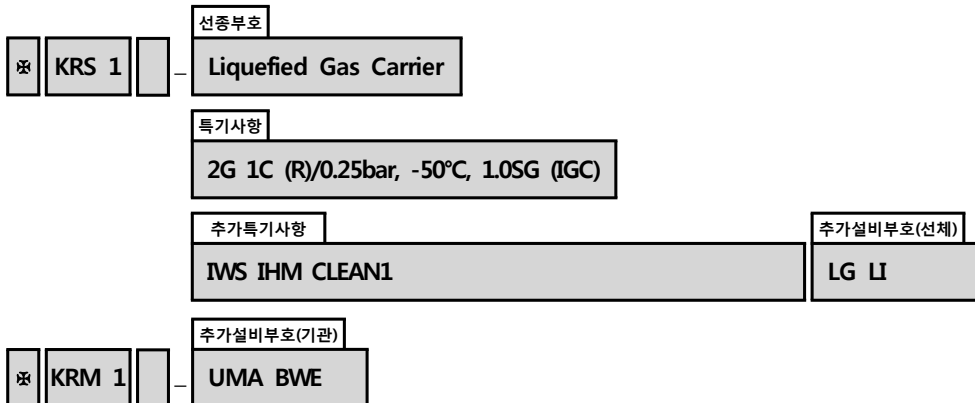 선종부호
✠ KRS 1 – Liquefied Gas Carrier
특기사항
2G 1C (R)/0.25bar, -50℃, 1.0SG (IGC)
추가특기사항 추가설비부호(선체)
IWS IHM CLEAN1 LG LI
추가설비부호(기관)
✠ KRM 1 – UMA BWE